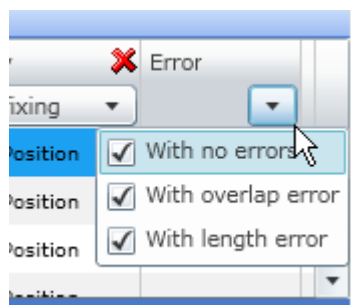 Error
ixing
Position
With no errors
Position
With overlap error
Position
With length error